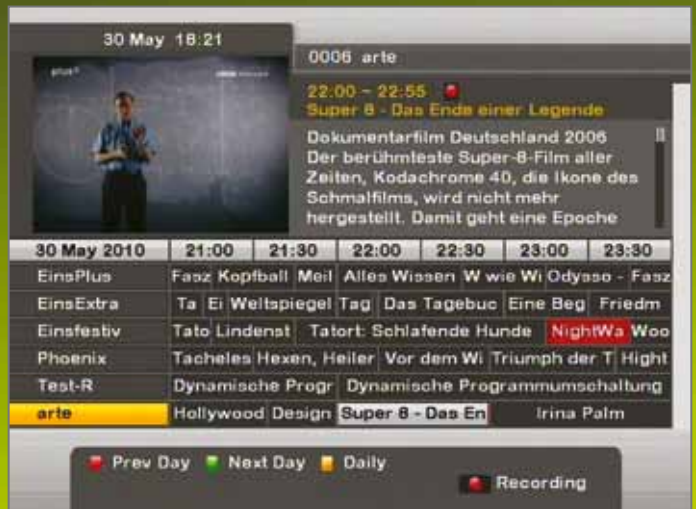 30 May 18:21
plus
0006 arte
22:00 ~ 22:55
Super 8 - Das Ende einer Legende
Dokumentarfilm Deutschland 2006
Der berühmteste Super-8-Film aller
Zeiten, Kodachrome 40, die Ikone des
Schmalfilms, wird nicht mehr
hergestellt. Damit geht eine Epoche
30 May 2010 21:00 21:30 22:00 22:30 23:00 23:30
EinsPlus Fasz Kopfball Meil Alles Wissen W wie Wi Odysso - Fasz
EinsExtra Ta Ei Weltspiegel Tag Das Tagebuc Eine Beg Friedm
Einsfestiv Tato Lindenst Tatort: Schlafende Hunde NightWa Woo
Phoenix Tacheles Hexen, Heiler Vor dem Wi Triumph der T Hight
Test-R Dynamische Progr Dynamische Programmumschaltung
arte Hollywood Design Super 8 - Das En Irina Palm
Prev Day Next Day Daily
Recording